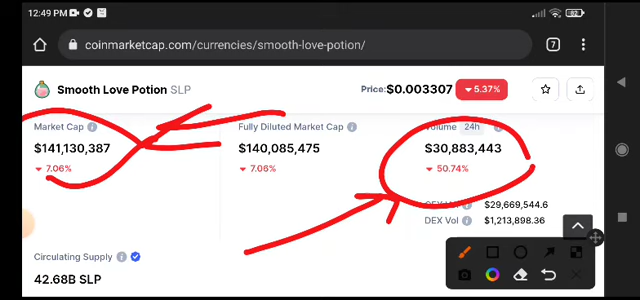 12:49 PM
82
coinmarketcap.com/currencies/smooth-love-potion/
7
Smooth Love Potion SLP
Price: $0.003307 5.37%
Market Cap
Fully Diluted Market Cap
Volume 24h
$141,130,387
$140,085,475
$30,883,443
7.06%
7.06%
50.74%
$29,669,544.6
DEX Vol $1,213,898.36
Circulating Supply
42.68B SLP